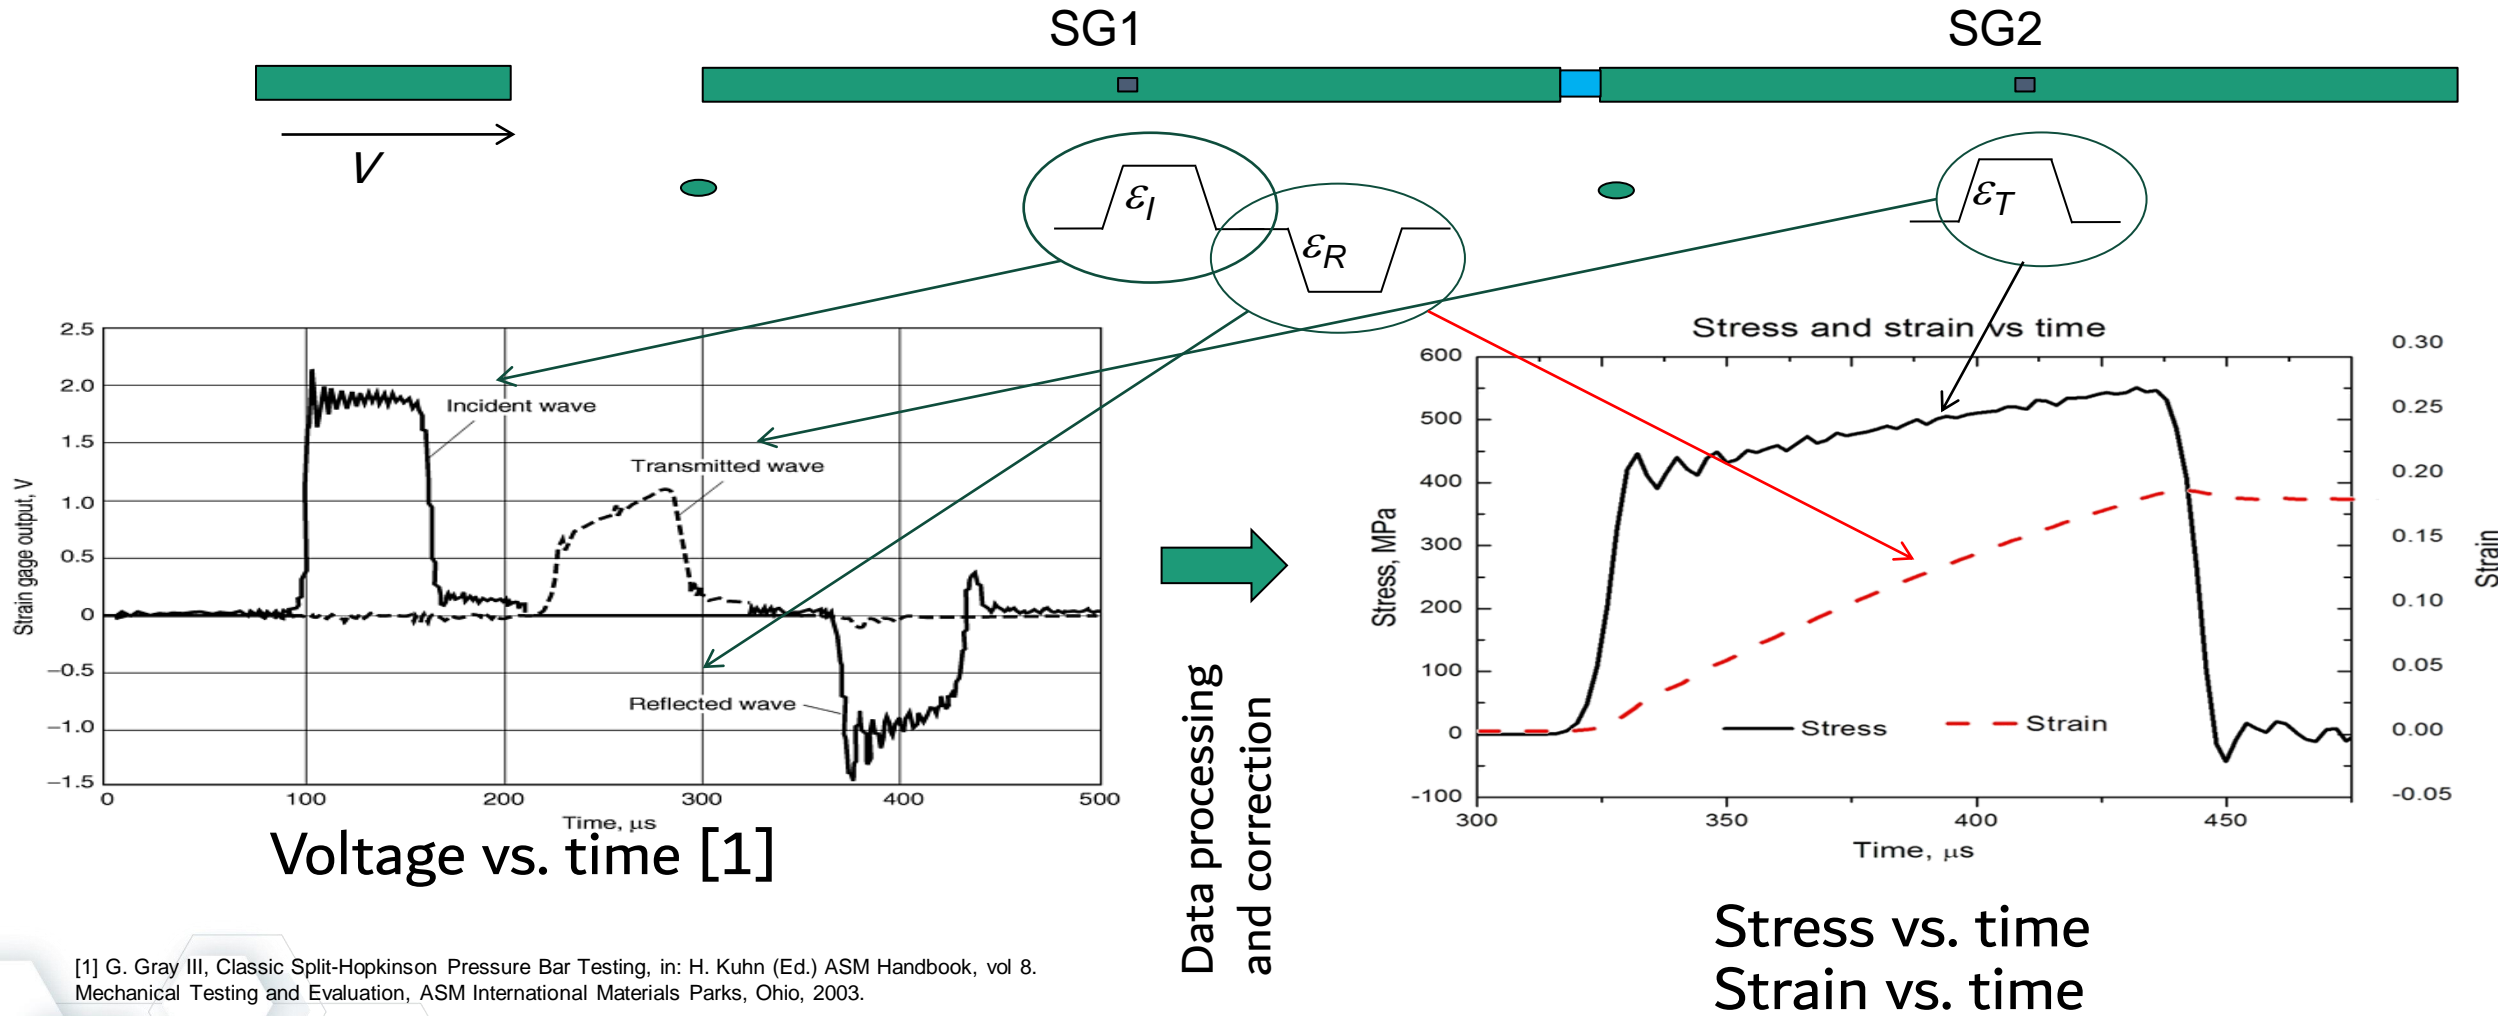 SG1
SG2
V
εI
εR
εT
2.5
2.0
1.5
1.0
0.5
0
−0.5
−1.0
−1.5
Strain gage output, V
Incident wave
Transmitted wave
Reflected wave
0 100 200 300 400 500
Time, μs
Voltage vs. time [1]
Data processing
and correction
Stress and strain vs time
600
500
400
300
200
100
0
-100
Stress, MPa
0.30
0.25
0.20
0.15
0.10
0.05
0.00
-0.05
Strain
Stress
Strain
300 350 400 450
Time, μs
Stress vs. time
Strain vs. time
[1] G. Gray III, Classic Split-Hopkinson Pressure Bar Testing, in: H. Kuhn (Ed.) ASM Handbook, vol 8.
Mechanical Testing and Evaluation, ASM International Materials Parks, Ohio, 2003.